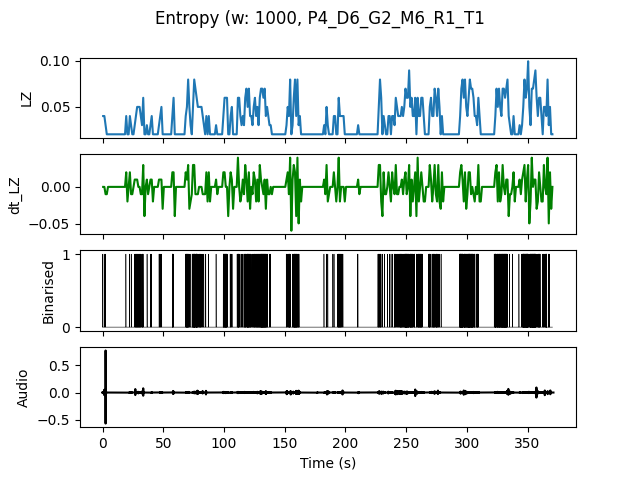 Entropy (w: 1000, P4_D6_G2_M6_R1_T1
LZ
0.10
0.05
dt_LZ
0.00
−0.05
Binarised
1
0
Audio
0.5
0.0
−0.5
0 50 100 150 200 250 300 350
Time (s)